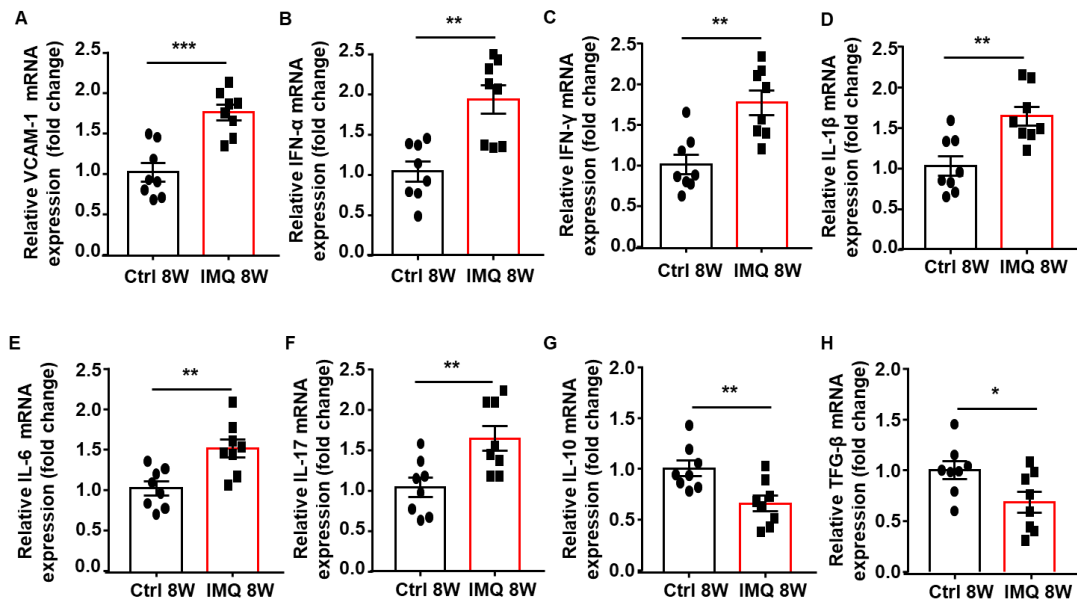 A
Relative VCAM-1 mRNA
expression (fold change)
2.5
2.0
1.5
1.0
0.5
0.0
***
Ctrl 8W IMQ 8W
B
Relative IFN-α mRNA
expression (fold change)
2.5
2.0
1.5
1.0
0.5
0.0
**
Ctrl 8W IMQ 8W
C
Relative IFN-γ mRNA
expression (fold change)
2.5
2.0
1.5
1.0
0.5
0.0
**
Ctrl 8W IMQ 8W
D
Relative IL-1β mRNA
expression (fold change)
2.5
2.0
1.5
1.0
0.5
0.0
**
Ctrl 8W IMQ 8W
E
Relative IL-6 mRNA
expression (fold change)
2.5
2.0
1.5
1.0
0.5
0.0
**
Ctrl 8W IMQ 8W
F
Relative IL-17 mRNA
expression (fold change)
2.5
2.0
1.5
1.0
0.5
0.0
**
Ctrl 8W IMQ 8W
G
Relative IL-10 mRNA
expression (fold change)
2.0
1.5
1.0
0.5
0.0
**
Ctrl 8W IMQ 8W
H
Relative TFG-β mRNA
expression (fold change)
2.0
1.5
1.0
0.5
0.0
*
Ctrl 8W IMQ 8W